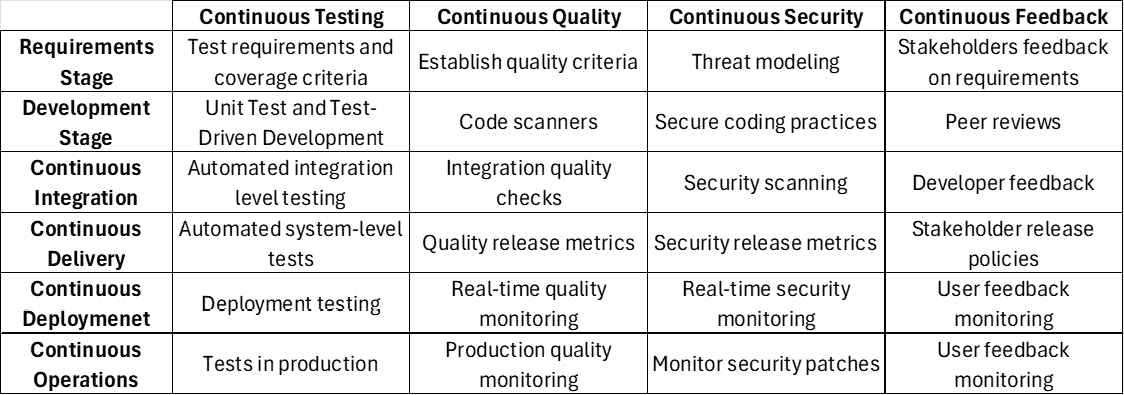 Continuous Testing
Continuous Quality
Continuous Security
Continuous Feedback
Requirements
Stage
Test requirements and
coverage criteria
Establish quality criteria
Threat modeling
Stakeholders feedback
on requirements
Development
Stage
Unit Test and Test-
Driven Development
Code scanners
Secure coding practices
Peer reviews
Continuous
Integration
Automated integration
level testing
Integration quality
checks
Security scanning
Developer feedback
Continuous
Delivery
Automated system-level
tests
Quality release metrics
Security release metrics
Stakeholder release
policies
Continuous
Deploymenet
Deployment testing
Real-time quality
monitoring
Real-time security
monitoring
User feedback
monitoring
Continuous
Operations
Tests in production
Production quality
monitoring
Monitor security patches
User feedback
monitoring